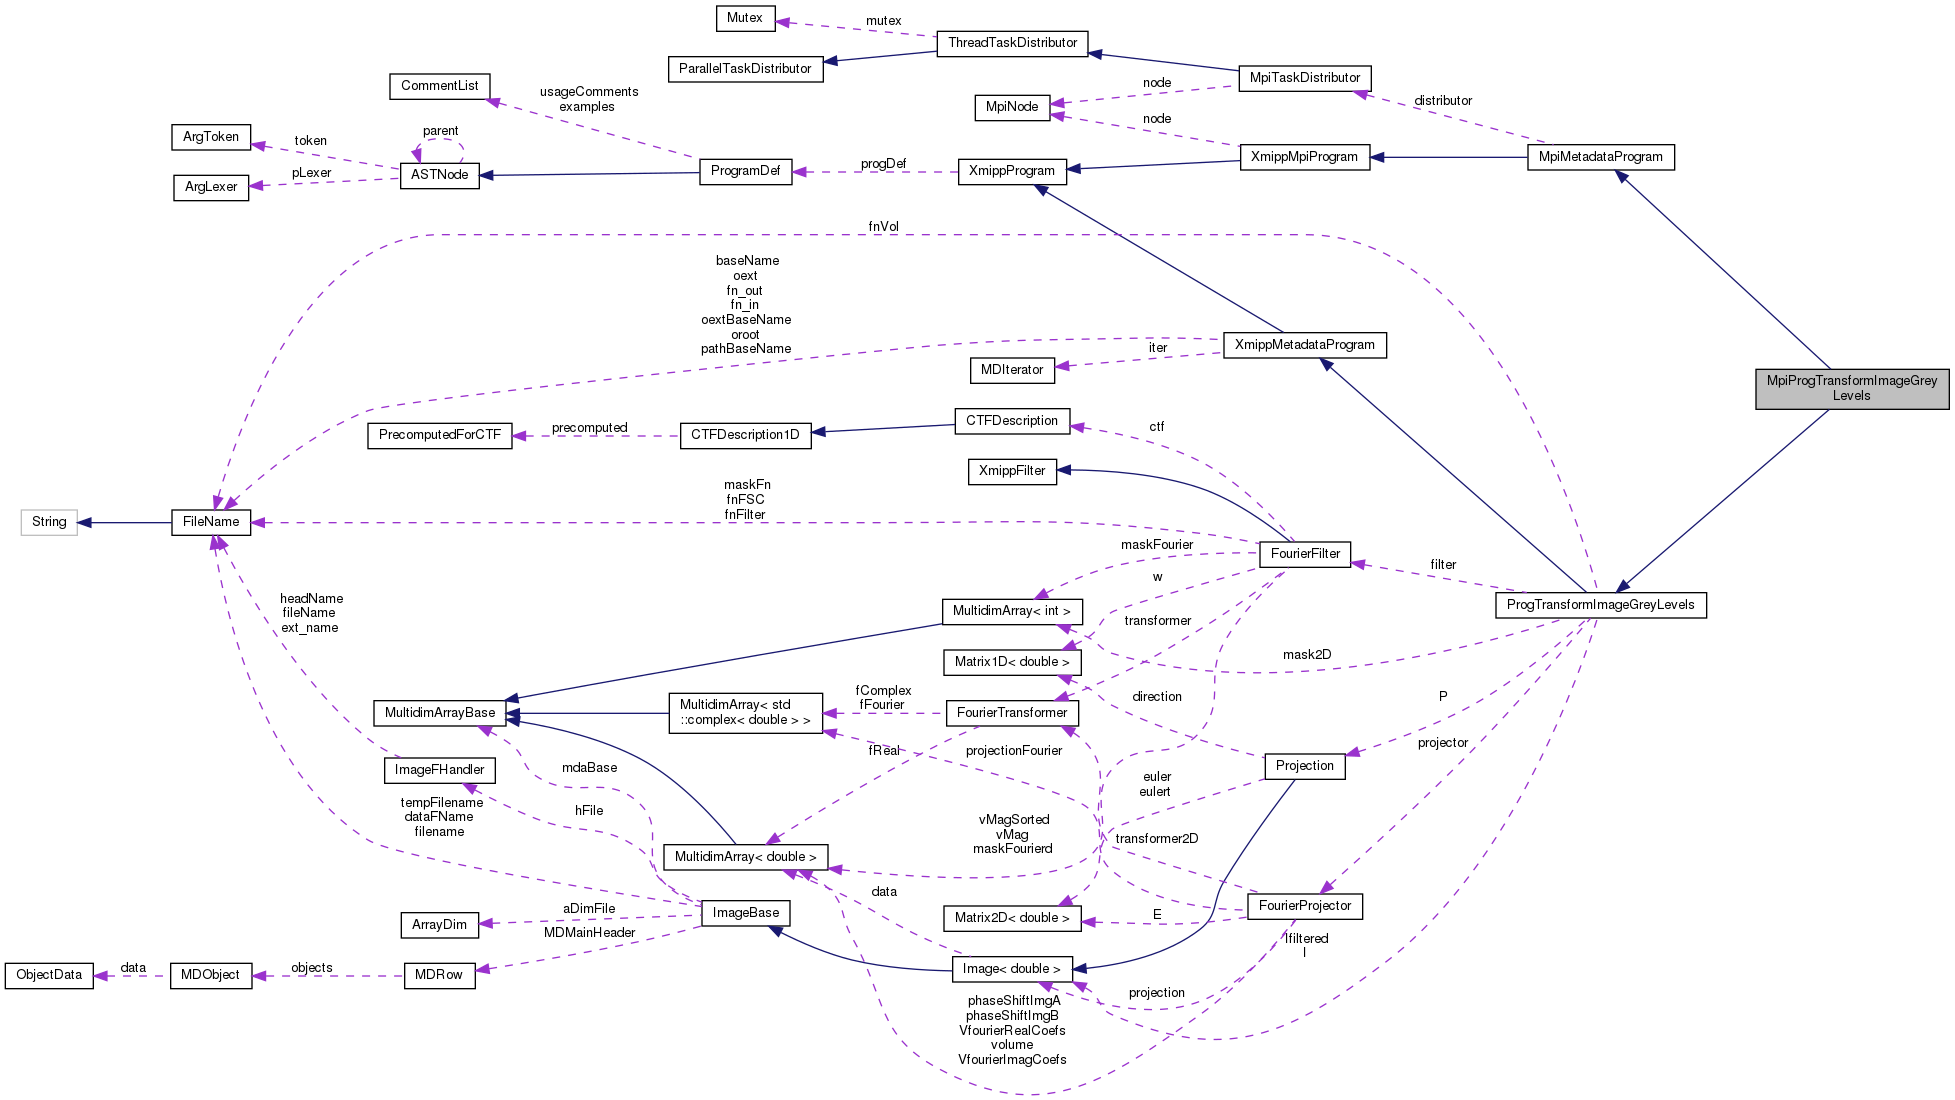 Mutex
mutex
ThreadTaskDistributor
ParallelTaskDistributor
MpiTaskDistributor
CommentList
usageComments
examples
node
MpiNode
distributor
node
ArgToken
token
parent
XmippMpiProgram
MpiMetadataProgram
ArgLexer
pLexer
ASTNode
ProgramDef
progDef
XmippProgram
fnVol
baseName
oext
fn_out
fn_in
oextBaseName
oroot
pathBaseName
XmippMetadataProgram
iter
MDIterator
MpiProgTransformImageGrey
Levels
PrecomputedForCTF
precomputed
CTFDescription1D
CTFDescription
ctf
XmippFilter
maskFn
fnFSC
fnFilter
String
FileName
FourierFilter
maskFourier
filter
w
headName
fileName
ext_name
MultidimArray< int >
transformer
ProgTransformImageGreyLevels
Matrix1D< double >
mask2D
direction
MultidimArrayBase
MultidimArray< std
::complex< double > >
fComplex
fFourier
FourierTransformer
P
fReal
projectionFourier
projector
ImageFHandler
mdaBase
Projection
euler
eulert
tempFilename
dataFName
filename
hFile
vMagSorted
vMag
maskFourierd
transformer2D
MultidimArray< double >
data
ImageBase
aDimFile
ArrayDim
Matrix2D< double >
E
FourierProjector
MDMainHeader
Ifiltered
I
ObjectData
data
MDObject
objects
MDRow
Image< double >
projection
phaseShiftImgA
phaseShiftImgB
VfourierRealCoefs
volume
VfourierImagCoefs